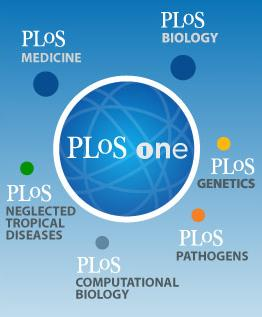 PLoS
MEDICINE
PLoS
BIOLOGY
PLoS one
PLoS
GENETICS
PLoS
NEGLECTED
TROPICAL
DISEASES
PLoS
PATHOGENS
PLoS
COMPUTATIONAL
BIOLOGY